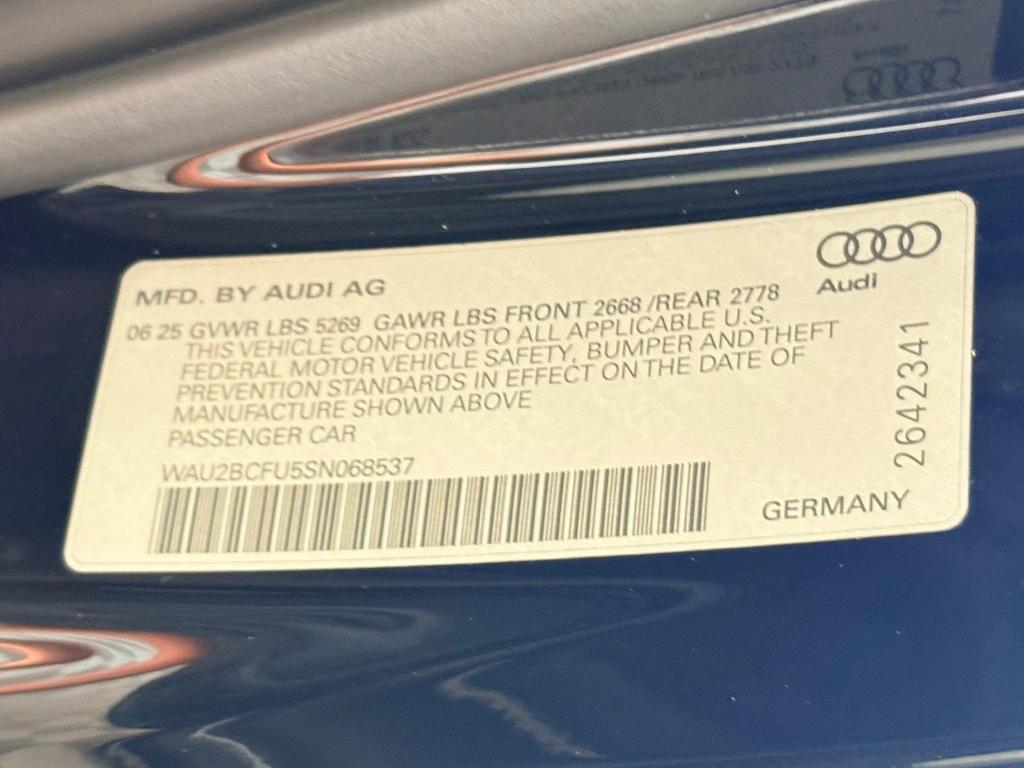 MFD. BY AUDI AG
Audi
06 25 GVWR LBS 5269 GAWR LBS FRONT 2668 /REAR 2778
THIS VEHICLE CONFORMS TO ALL APPLICABLE U.S.
FEDERAL MOTOR VEHICLE SAFETY, BUMPER AND THEFT
PREVENTION STANDARDS IN EFFECT ON THE DATE OF
MANUFACTURE SHOWN ABOVE
PASSENGER CAR
WAU2BCFU5SN068537
GERMANY
2642341